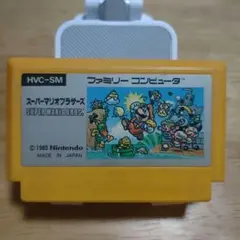 HVC-SM
ファミリー コンピュータ
スーパーマリオブラザーズ
SUPER MARIO BROS.
© 1985 Nintendo
MADE IN JAPAN